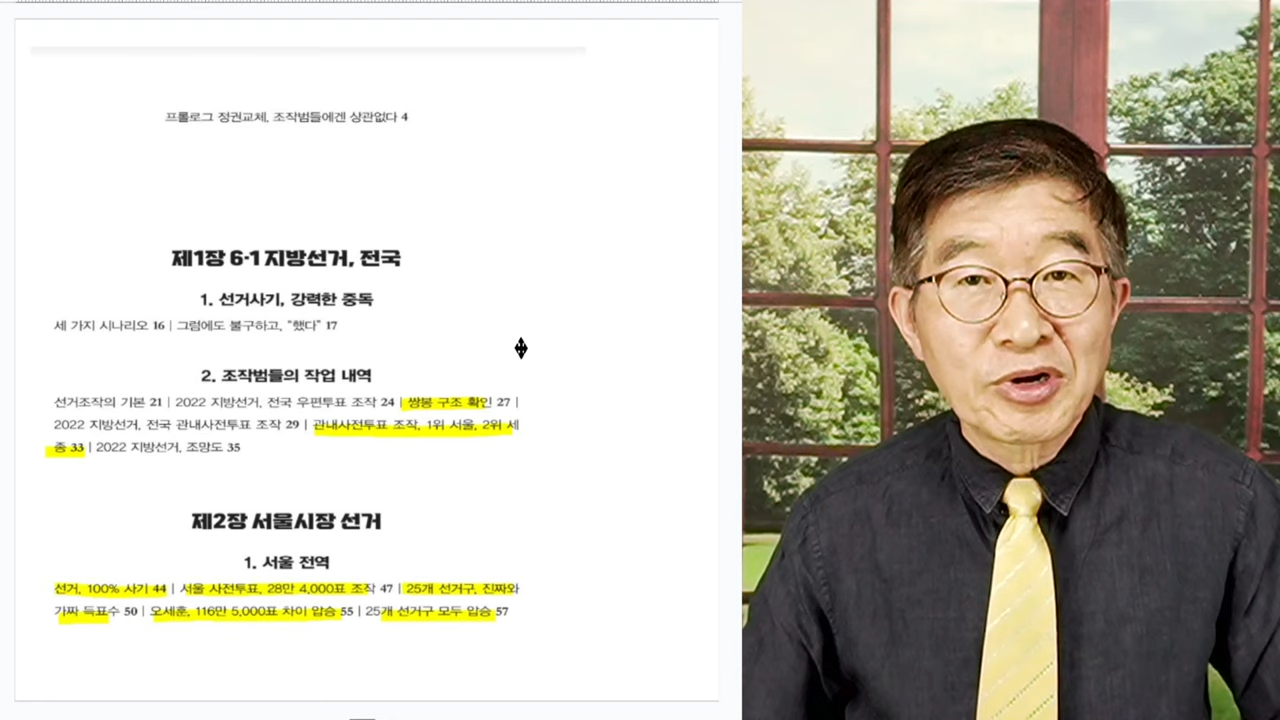 프롤로그 정권교체, 조작범들에겐 상관없다 4
제1장 6·1 지방선거, 전국
1. 선거사기, 강력한 중독
세 가지 시나리오 16 | 그럼에도 불구하고, “했다” 17
2. 조작범들의 작업 내역
선거조작의 기본 21 | 2022 지방선거, 전국 우편투표 조작 24 | 쌍봉 구조 확인 27 |
2022 지방선거, 전국 관내사전투표 조작 29 | 관내사전투표 조작, 1위 서울, 2위 세
종 33 | 2022 지방선거, 조망도 35
제2장 서울시장 선거
1. 서울 전역
선거, 100% 사기 44 | 서울 사전투표, 28만 4,000표 조작 47 | 25개 선거구, 진짜와
가짜 득표수 50 | 오세훈, 116만 5,000표 차이 압승 55 | 25개 선거구 모두 압승 57